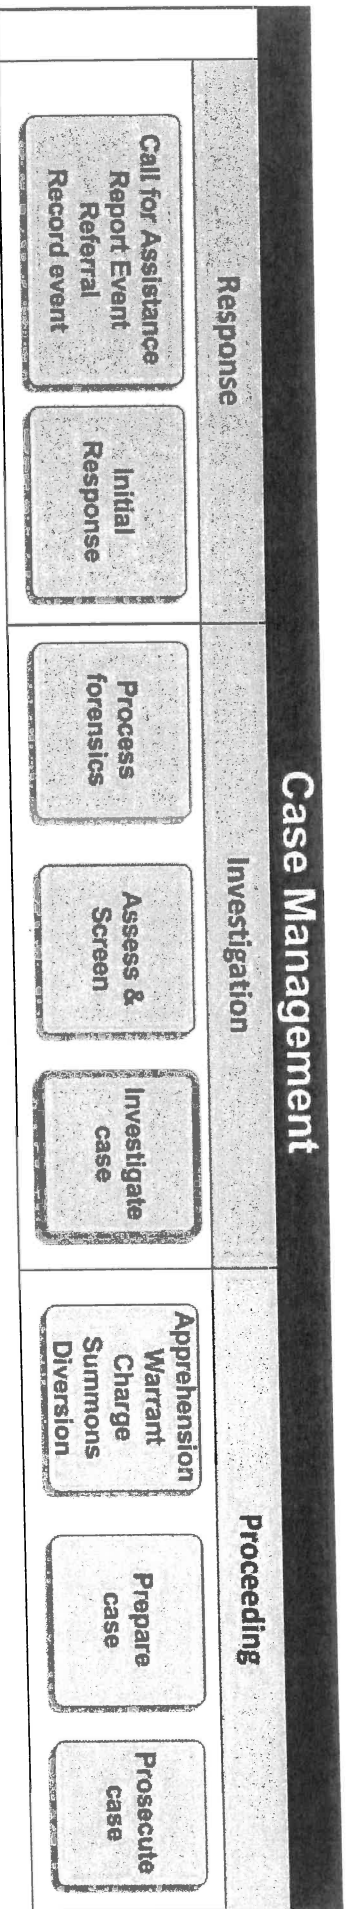 Case Management
Response
Investigation
Proceeding
Call for Assistance
Report Event
Referral
Record event
Initial
Response
Process
forensics
Assess &
Screen
Investigate
case
Apprehension
Warrant
Charge
Summons
Diversion
Prepare
case
Prosecute
case